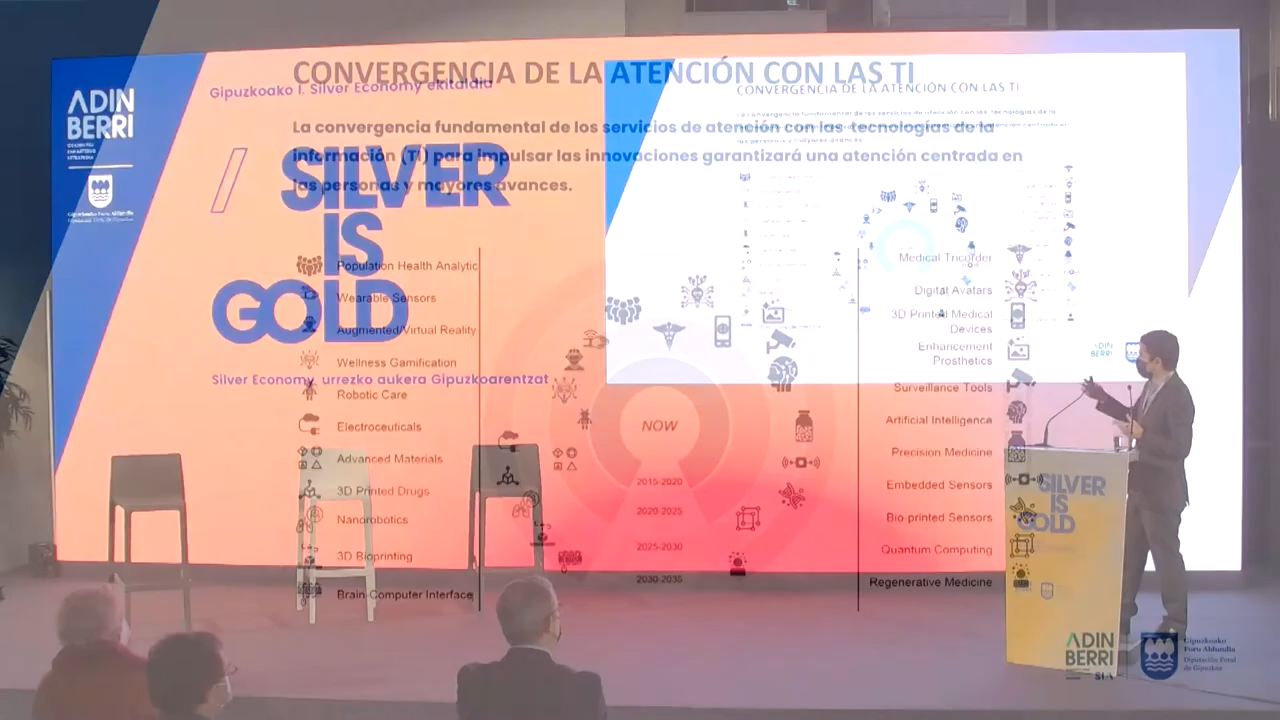 ADIN
BERRI
CONVERGENCIA DE LA ATENCIÓN CON LAS TI
Gipuzkoako I. Silver Economy ekitaldia
CONVERGENCIA DE LA ATENCIÓN CON LAS TI
La convergencia fundamental de los servicios de atención con las tecnologías de la
información (TI) para impulsar las innovaciones garantizará una atención centrada en
las personas y mayores avances.
SILVER
IS
GOLD
Silver Economy, urrezko aukera Gipuzkoarentzat
Population Health Analytic
Wearable Sensors
Augmented/Virtual Reality
Wellness Gamification
Robotic Care
Electroceuticals
Advanced Materials
3D Printed Drugs
Nanorobotics
3D Bioprinting
Brain-Computer Interface
NOW
2015-2020
2020-2025
2025-2030
2030-2035
Medical Tricorder
Digital Avatars
3D Printed Medical
Devices
Enhancement
Prosthetics
Surveillance Tools
Artificial Intelligence
Precision Medicine
Embedded Sensors
Bio-printed Sensors
Quantum Computing
Regenerative Medicine
ADIN
BERRI
SILVER
IS
GOLD
ADIN
BERRI
Gipuzkoako
Foru Aldundia
Diputación Foral
de Gipuzkoa